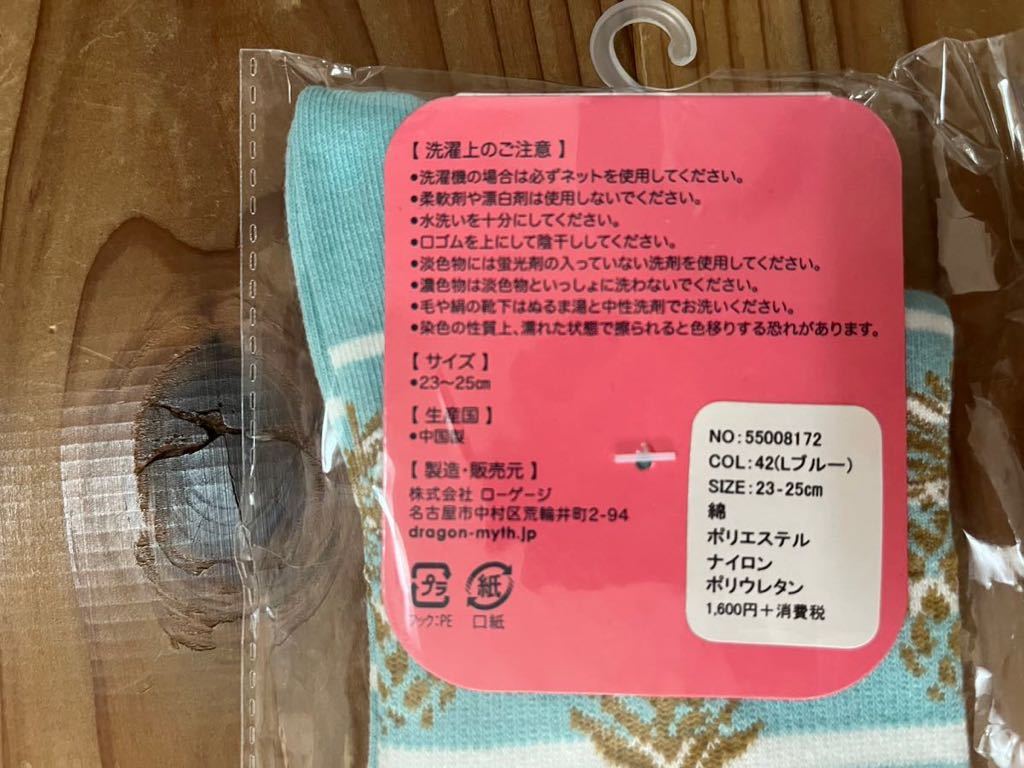 【 洗濯上のご注意 】
•洗濯機の場合は必ずネットを使用してください。
•柔軟剤や漂白剤は使用しないでください。
•水洗いを十分にしてください。
•口ゴムを上にして陰干ししてください。
•淡色物には蛍光剤の入っていない洗剤を使用してください。
•濃色物は淡色物といっしょに洗わないでください。
•毛や絹の靴下はぬるま湯と中性洗剤でお洗いください。
•染色の性質上、濡れた状態で擦られると色移りする恐れがあります。
【 サイズ 】
•23〜25㎝
【 生産国 】
•中国製
【 製造・販売元 】
株式会社 ローゲージ
名古屋市中村区荒輪井町2-94
dragon-myth.jp
プラ
紙
フック:PE
口紙
NO:55008172
COL:42(Lブルー)
SIZE:23-25㎝
綿
ポリエステル
ナイロン
ポリウレタン
1,600円+消費税